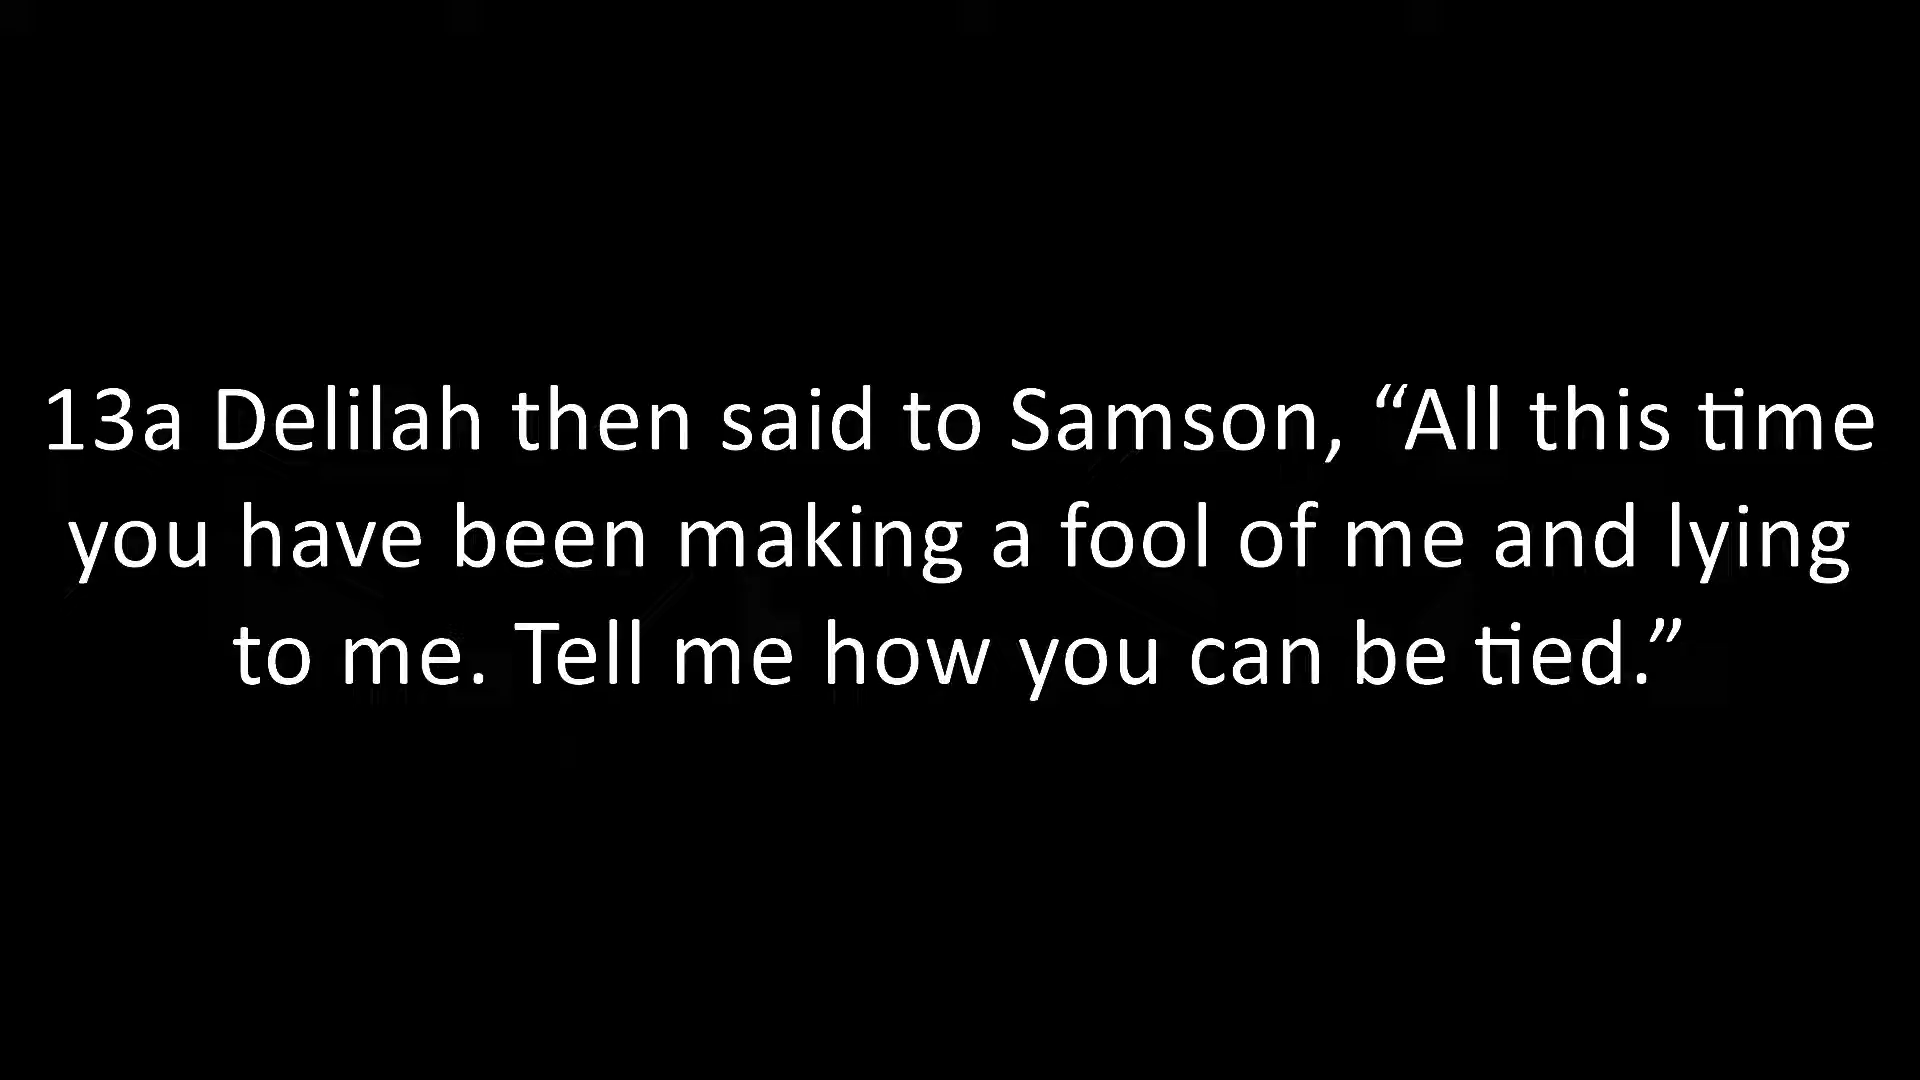 13a Delilah then said to Samson, “All this time
you have been making a fool of me and lying
to me. Tell me how you can be tied.”